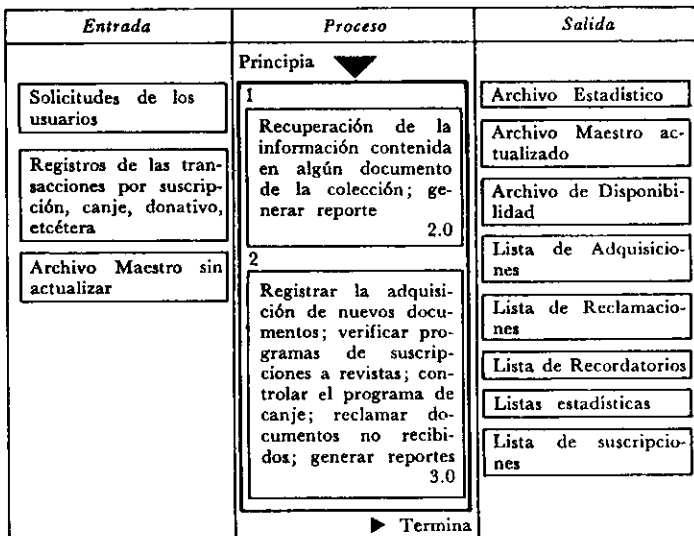 Entrada
Proceso
Salida
Solicitudes de los
usuarios
Registros de las tran-
sacciones por suscrip-
ción, canje, donativo,
etcétera
Archivo Maestro sin
actualizar
Principia
1
Recuperación de la
información contenida
en algún documento
de la colección; ge-
nerar reporte
2.0
2
Registrar la adquisi-
ción de nuevos docu-
mentos; verificar pro-
gramas de suscrip-
ciones a revistas; con-
trolar el programa de
canje; reclamar do-
cumentos no recibi-
dos; generar reportes
3.0
Termina
Archivo Estadístico
Archivo Maestro ac-
tualizado
Archivo de Disponibi-
lidad
Lista de Adquisicio-
nes
Lista de Reclamacio-
nes
Lista de Recordatorios
Listas estadísticas
Lista de suscripcio-
nes